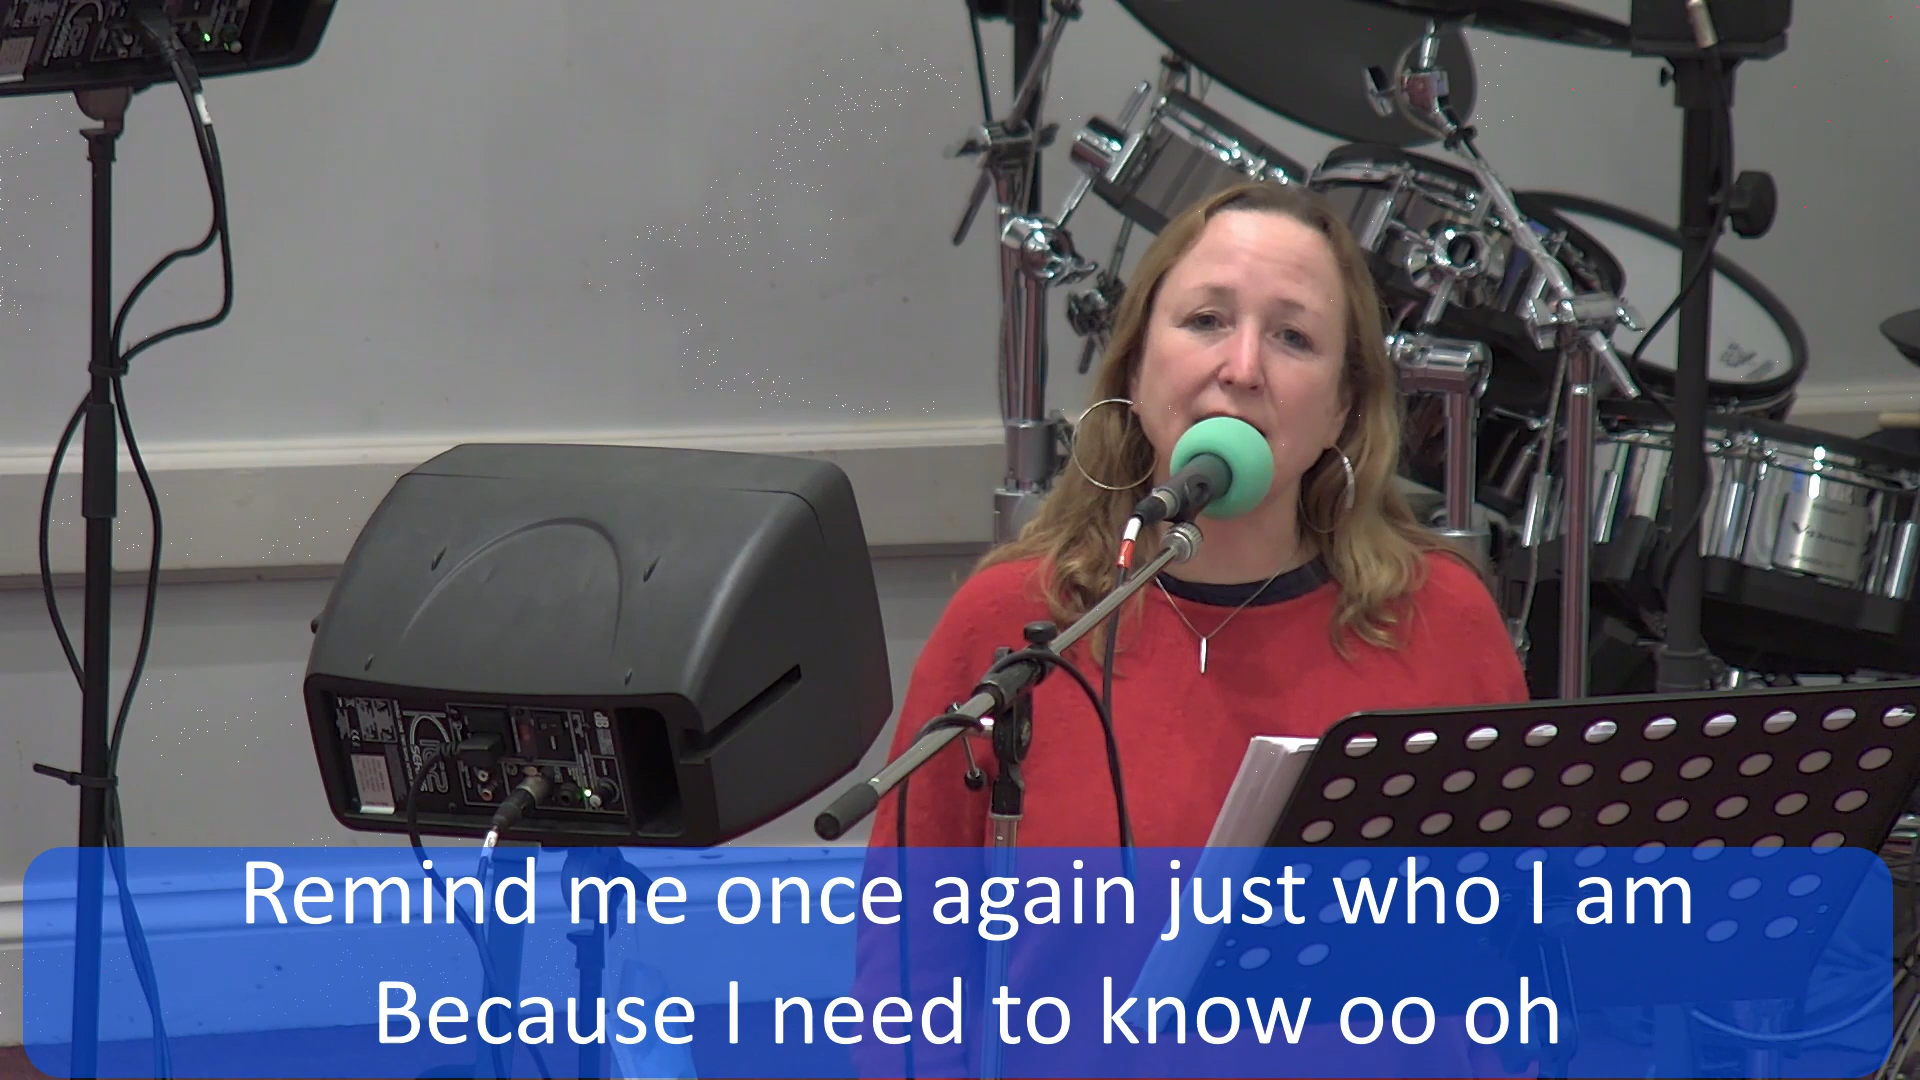 Remind me once again just who I am
Because I need to know oo oh